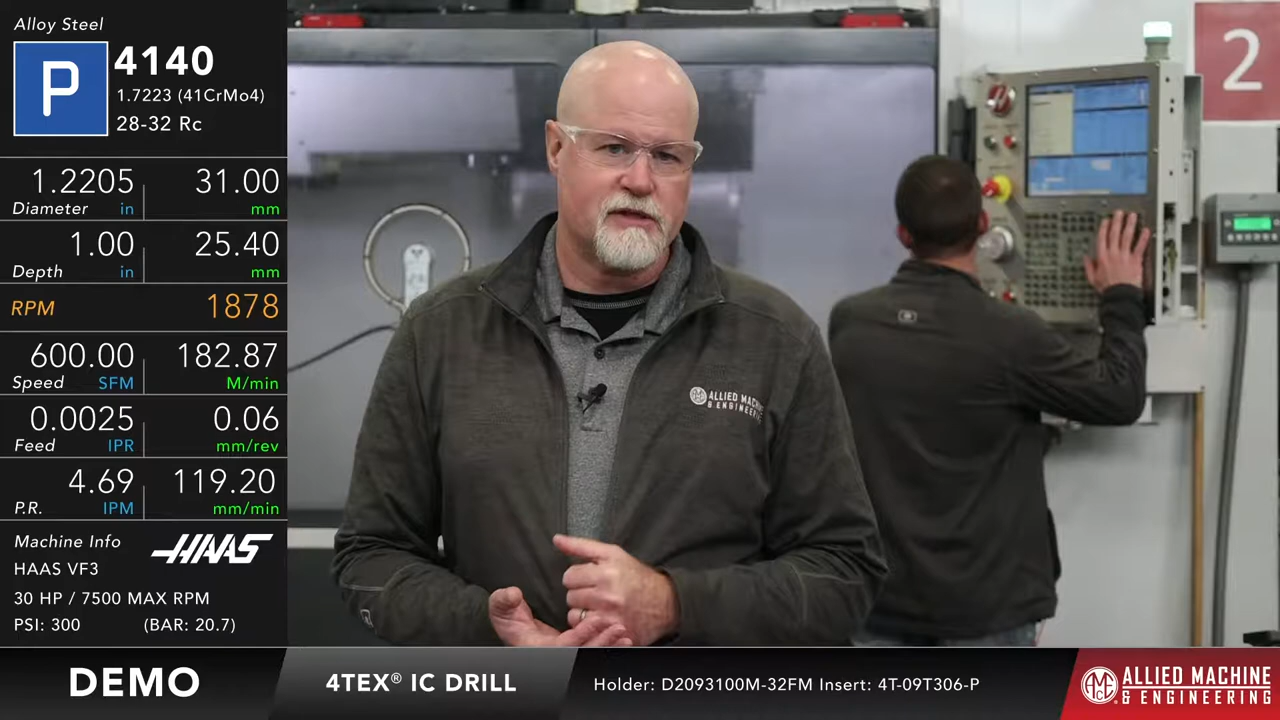 Alloy Steel
P
4140
1.7223 (41CrMo4)
28-32 Rc
1.2205 31.00
Diameter in mm
1.00 25.40
Depth in mm
RPM 1878
600.00 182.87
Speed SFM M/min
0.0025 0.06
Feed IPR mm/rev
4.69 119.20
P.R. IPM mm/min
Machine Info HAAS
HAAS VF3
30 HP / 7500 MAX RPM
PSI: 300 (BAR: 20.7)
2
ALLIED MACHINE
& ENGINEERING
DEMO
4TEX® IC DRILL
Holder: D2093100M-32FM Insert: 4T-09T306-P
AMEC ALLIED MACHINE
& ENGINEERING